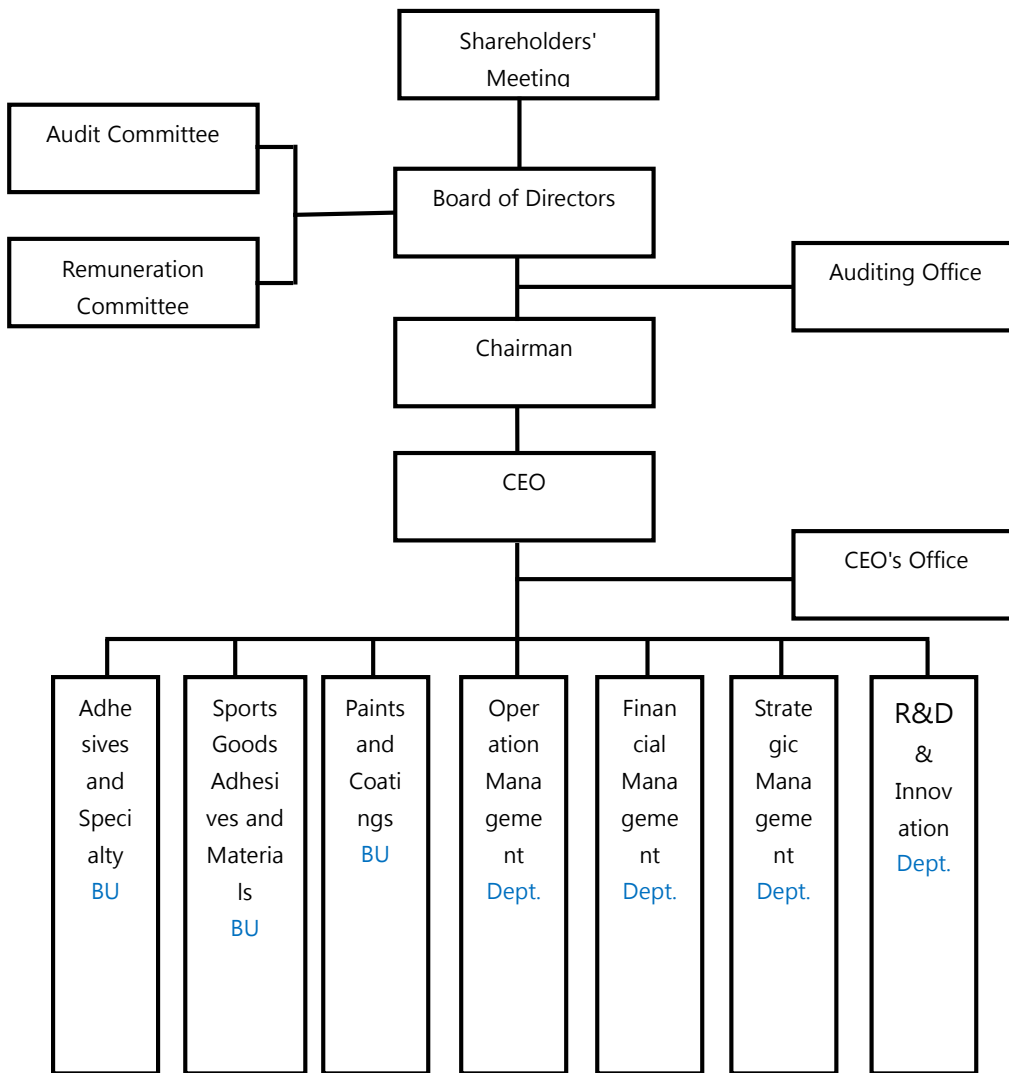 Shareholders'
Meeting
Audit Committee
Board of Directors
Remuneration
Committee
Auditing Office
Chairman
CEO
CEO's Office
Adhe
sives
and
Speci
alty
BU
Sports
Goods
Adhesi
ves and
Materia
ls
BU
Paints
and
Coati
ngs
BU
Oper
ation
Mana
geme
nt
Dept.
Finan
cial
Mana
geme
nt
Dept.
Strate
gic
Mana
geme
nt
Dept.
R&D
&
Innov
ation
Dept.